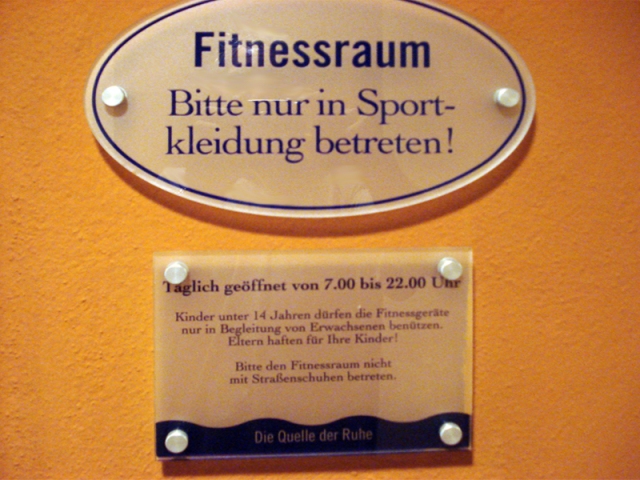 Fitnessraum
Bitte nur in Sport-
kleidung betreten!
Täglich geöffnet von 7.00 bis 22.00 Uhr
Kinder unter 14 Jahren dürfen die Fitnessgeräte
nur in Begleitung von Erwachsenen benützen.
Eltern haften für Ihre Kinder!
Bitte den Fitnessraum nicht
mit Straßenschuhen betreten.
Die Quelle der Ruhe